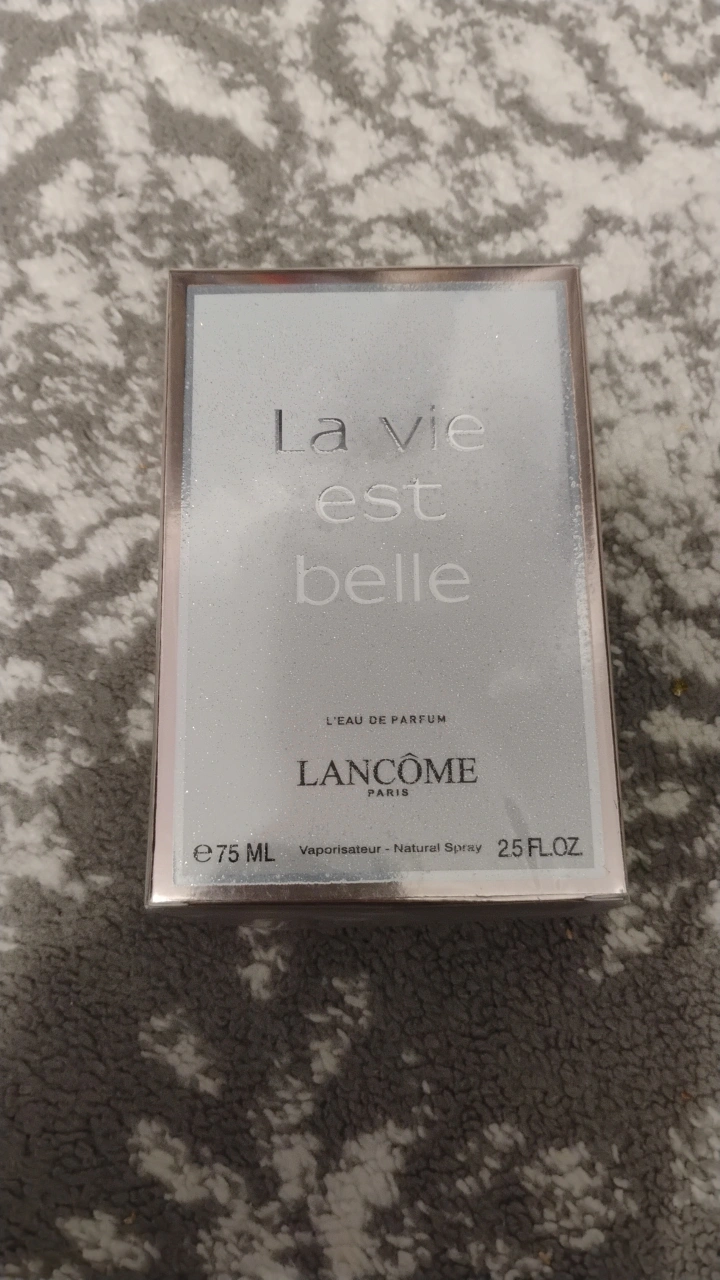 La vie
est
belle
L'EAU DE PARFUM
LANCÔME
PARIS
℮75 ML Vaporisateur - Natural Spray 2.5 FL.OZ.